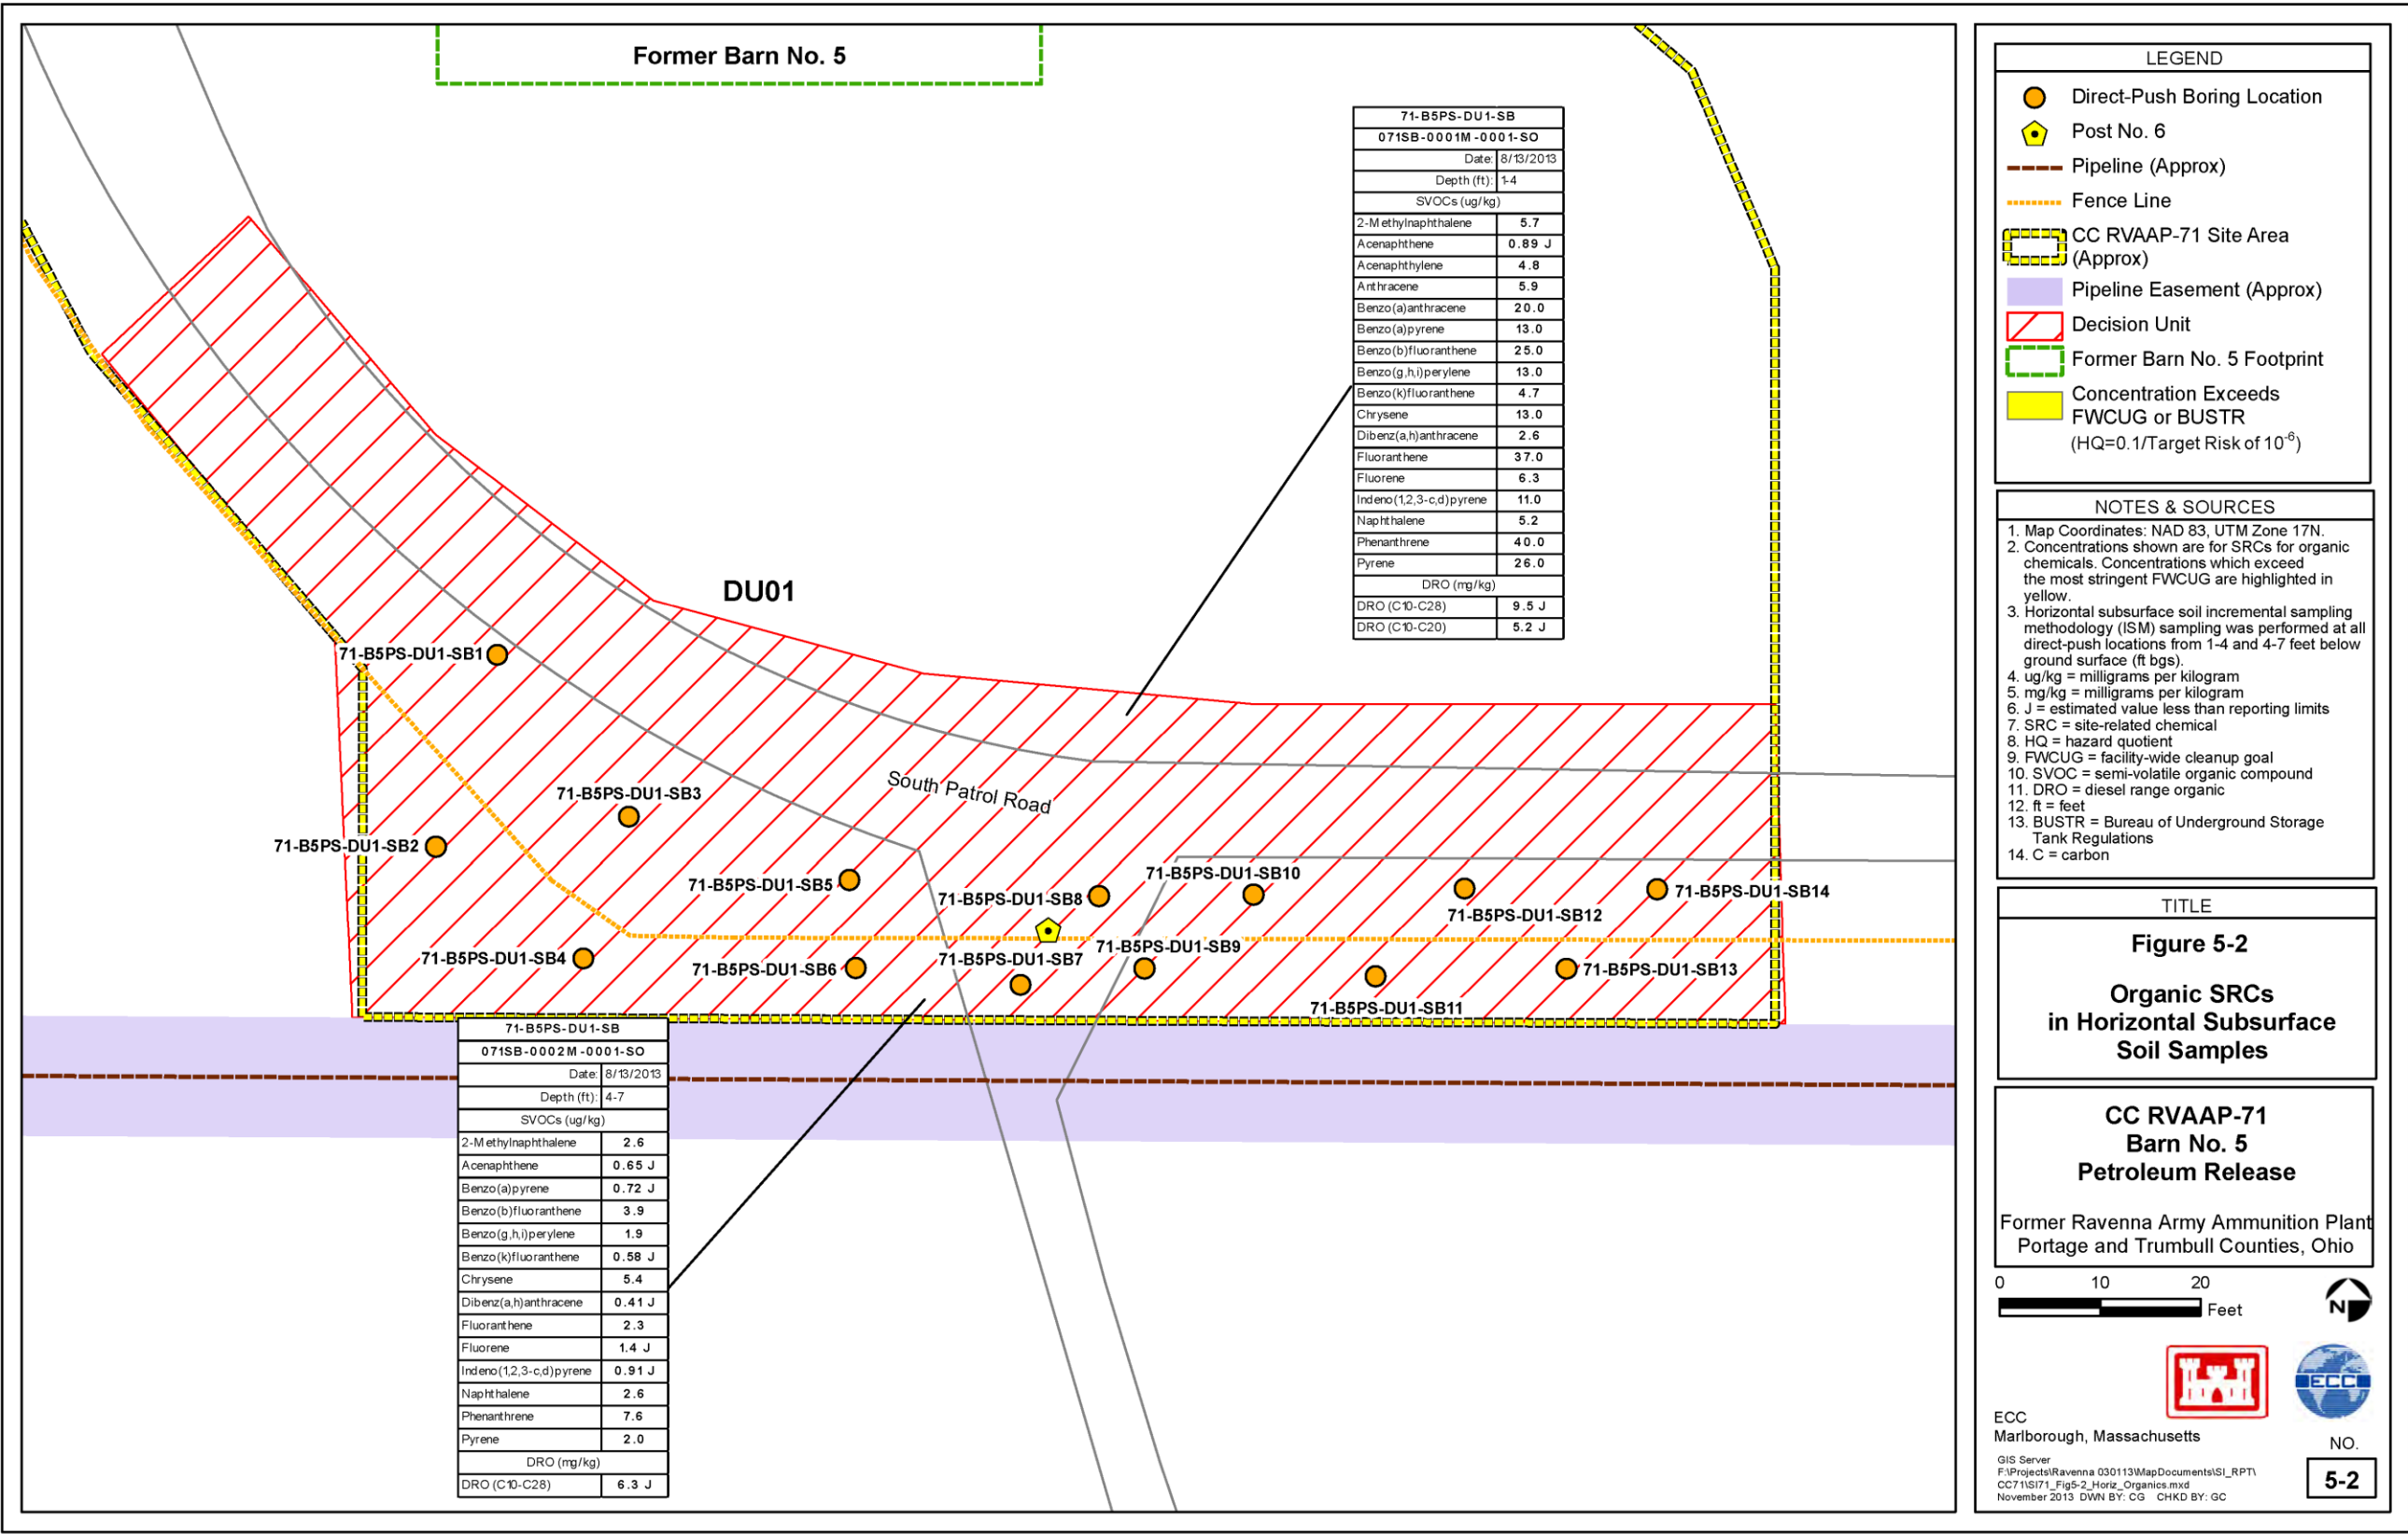 Former Barn No. 5
71-B5PS-DU1-SB
071SB-0001M-0001-SO
Date: 8/13/2013
Depth (ft): 1-4
SVOCs (ug/kg)
2-Methylnaphthalene 5.7
Acenaphthene 0.89 J
Acenaphthylene 4.8
Anthracene 5.9
Benzo(a)anthracene 20.0
Benzo(a)pyrene 13.0
Benzo(b)fluoranthene 25.0
Benzo(g,h,i)perylene 13.0
Benzo(k)fluoranthene 4.7
Chrysene 13.0
Dibenz(a,h)anthracene 2.6
Fluoranthene 37.0
Fluorene 6.3
Indeno(1,2,3-c,d)pyrene 11.0
Naphthalene 5.2
Phenanthrene 40.0
Pyrene 26.0
DRO (mg/kg)
DRO (C10-C28) 9.5 J
DRO (C10-C20) 5.2 J
DU01
71-B5PS-DU1-SB1
South Patrol Road
71-B5PS-DU1-SB3
71-B5PS-DU1-SB2
71-B5PS-DU1-SB5
71-B5PS-DU1-SB10
71-B5PS-DU1-SB8
71-B5PS-DU1-SB14
71-B5PS-DU1-SB12
71-B5PS-DU1-SB9
71-B5PS-DU1-SB4
71-B5PS-DU1-SB6
71-B5PS-DU1-SB7
71-B5PS-DU1-SB13
71-B5PS-DU1-SB11
71-B5PS-DU1-SB
071SB-0002M-0001-SO
Date: 8/13/2013
Depth (ft): 4-7
SVOCs (ug/kg)
2-Methylnaphthalene 2.6
Acenaphthene 0.65 J
Benzo(a)pyrene 0.72 J
Benzo(b)fluoranthene 3.9
Benzo(g,h,i)perylene 1.9
Benzo(k)fluoranthene 0.58 J
Chrysene 5.4
Dibenz(a,h)anthracene 0.41 J
Fluoranthene 2.3
Fluorene 1.4 J
Indeno(1,2,3-c,d)pyrene 0.91 J
Naphthalene 2.6
Phenanthrene 7.6
Pyrene 2.0
DRO (mg/kg)
DRO (C10-C28) 6.3 J
LEGEND
Direct-Push Boring Location
Post No. 6
Pipeline (Approx)
Fence Line
CC RVAAP-71 Site Area
(Approx)
Pipeline Easement (Approx)
Decision Unit
Former Barn No. 5 Footprint
Concentration Exceeds
FWCUG or BUSTR
(HQ=0.1/Target Risk of 10⁻⁶)
NOTES & SOURCES
1. Map Coordinates: NAD 83, UTM Zone 17N.
2. Concentrations shown are for SRCs for organic
chemicals. Concentrations which exceed
the most stringent FWCUG are highlighted in
yellow.
3. Horizontal subsurface soil incremental sampling
methodology (ISM) sampling was performed at all
direct-push locations from 1-4 and 4-7 feet below
ground surface (ft bgs).
4. ug/kg = milligrams per kilogram
5. mg/kg = milligrams per kilogram
6. J = estimated value less than reporting limits
7. SRC = site-related chemical
8. HQ = hazard quotient
9. FWCUG = facility-wide cleanup goal
10. SVOC = semi-volatile organic compound
11. DRO = diesel range organic
12. ft = feet
13. BUSTR = Bureau of Underground Storage
Tank Regulations
14. C = carbon
TITLE
Figure 5-2
Organic SRCs
in Horizontal Subsurface
Soil Samples
CC RVAAP-71
Barn No. 5
Petroleum Release
Former Ravenna Army Ammunition Plant
Portage and Trumbull Counties, Ohio
0 10 20
Feet
N
ECC
ECC
Marlborough, Massachusetts
GIS Server
F:\Projects\Ravenna 030113\MapDocuments\SI_RPT\
CC71\SI71_Fig5-2_Horiz_Organics.mxd
November 2013 DWN BY: CG CHKD BY: GC
NO.
5-2